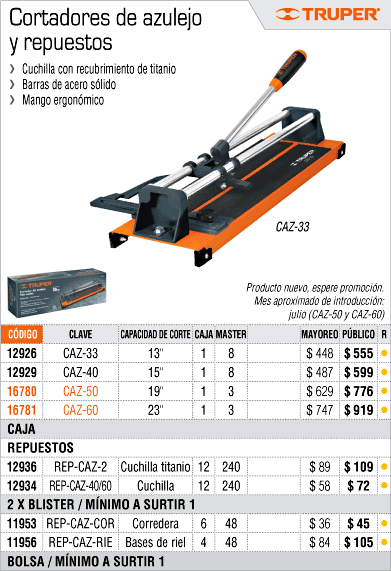 Cortadores de azulejo
y repuestos
TRUPER®
› Cuchilla con recubrimiento de titanio
› Barras de acero sólido
› Mango ergonómico
TRUPER
CAZ-33
TRUPER
Producto nuevo, espere promoción.
Mes aproximado de introducción:
julio (CAZ-50 y CAZ-60)
CÓDIGO CLAVE CAPACIDAD DE CORTE CAJA MASTER MAYOREO PÚBLICO R
12926 CAZ-33 13" 1 8 $ 448 $ 555
12929 CAZ-40 15" 1 8 $ 487 $ 599
16780 CAZ-50 19" 1 3 $ 629 $ 776
16781 CAZ-60 23" 1 3 $ 747 $ 919
CAJA
REPUESTOS
12936 REP-CAZ-2 Cuchilla titanio 12 240 $ 89 $ 109
12934 REP-CAZ-40/60 Cuchilla 12 240 $ 58 $ 72
2 X BLISTER / MÍNIMO A SURTIR 1
11953 REP-CAZ-COR Corredera 6 48 $ 36 $ 45
11956 REP-CAZ-RIE Bases de riel 4 48 $ 84 $ 105
BOLSA / MÍNIMO A SURTIR 1